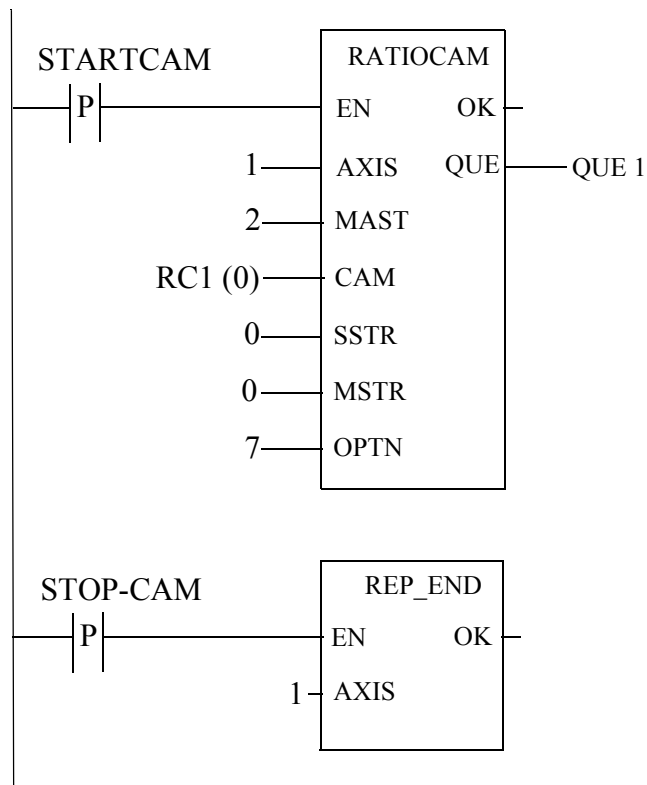 STARTCAM
P
RATIOCAM
EN OK
1 AXIS QUE QUE 1
2 MAST
RC1 (0) CAM
0 SSTR
0 MSTR
7 OPTN
STOP-CAM
P
REP_END
EN OK
1 AXIS